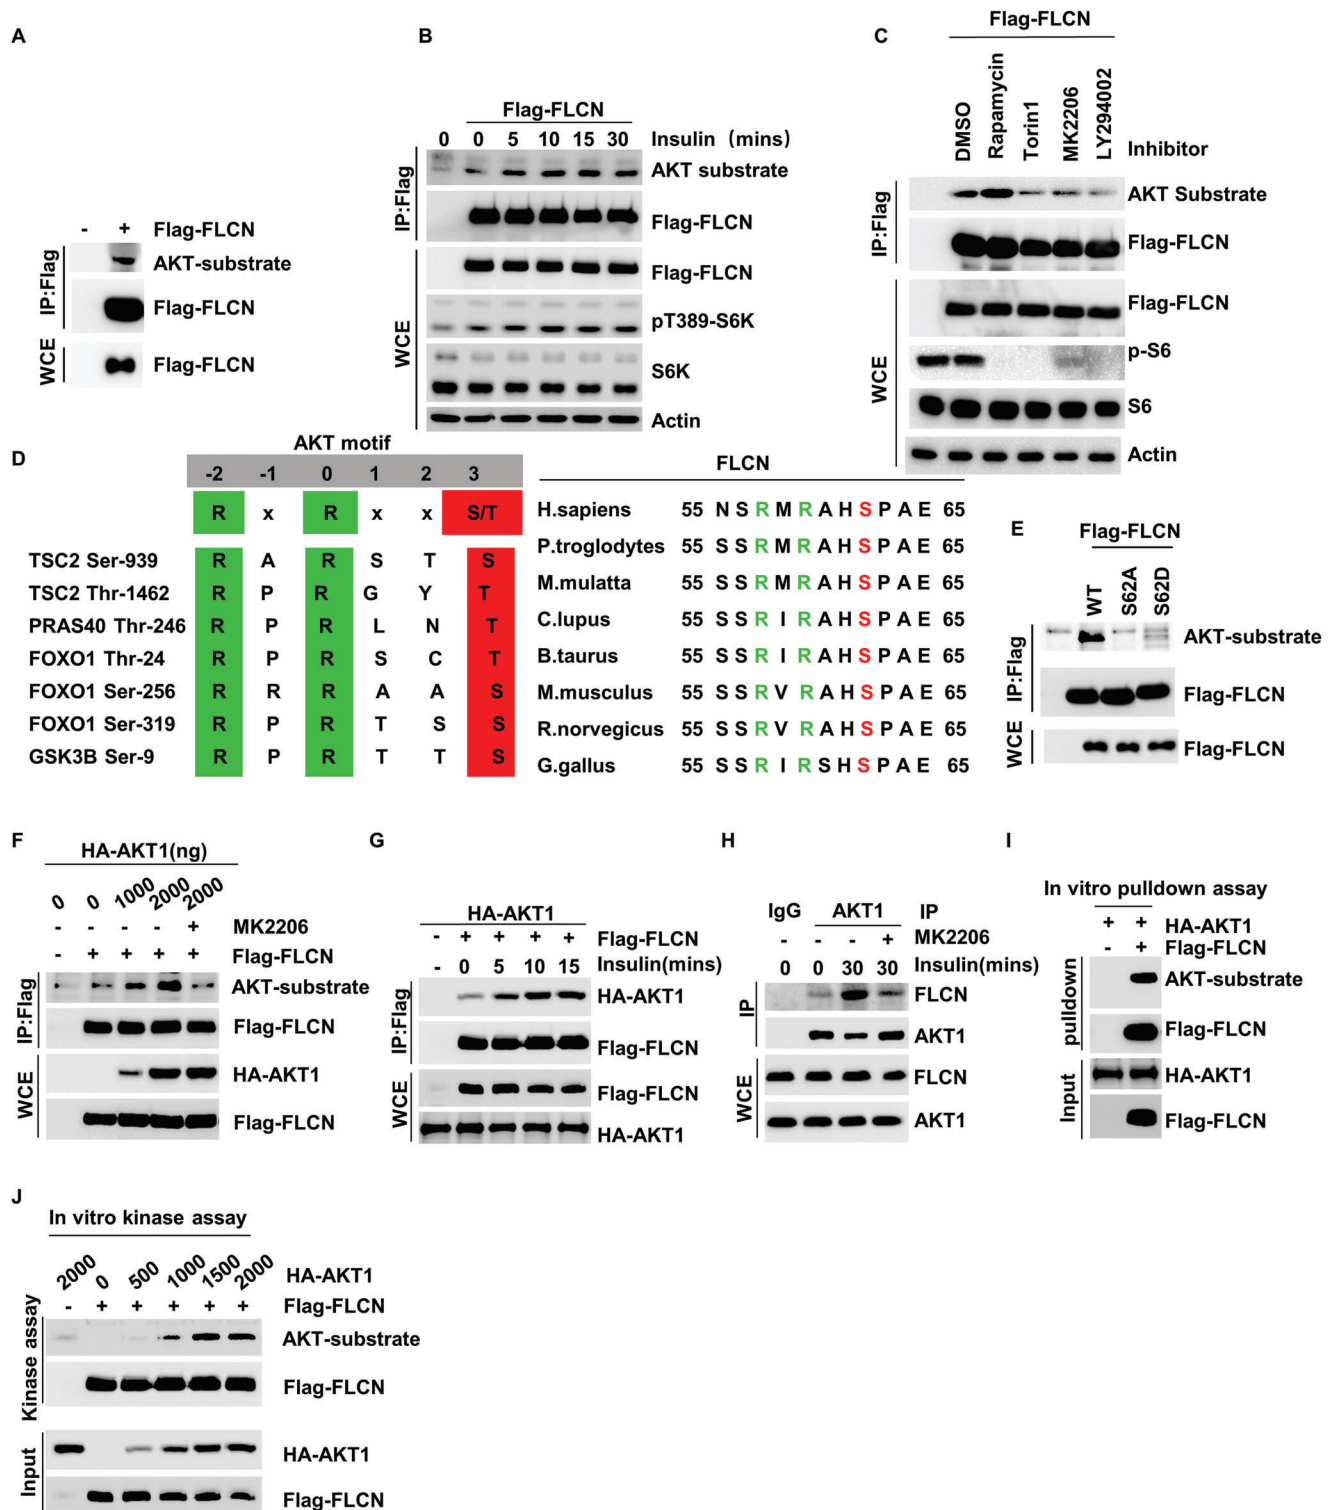 A
- + Flag-FLCN
IP:Flag
AKT-substrate
Flag-FLCN
WCE
Flag-FLCN
B
Flag-FLCN
0 0 5 10 15 30 Insulin (mins)
IP:Flag
AKT substrate
Flag-FLCN
WCE
Flag-FLCN
pT389-S6K
S6K
Actin
C
Flag-FLCN
DMSO Rapamycin Torin1 MK2206 LY294002 Inhibitor
IP:Flag
AKT Substrate
Flag-FLCN
WCE
Flag-FLCN
p-S6
S6
Actin
D
AKT motif
-2 -1 0 1 2 3
R x R x x S/T
TSC2 Ser-939 R A R S T S
TSC2 Thr-1462 R P R G Y T
PRAS40 Thr-246 R P R L N T
FOXO1 Thr-24 R P R S C T
FOXO1 Ser-256 R R R A A S
FOXO1 Ser-319 R P R T S S
GSK3B Ser-9 R P R T T S
FLCN
H.sapiens 55 N S R M R A H S P A E 65
P.troglodytes 55 S S R M R A H S P A E 65
M.mulatta 55 S S R M R A H S P A E 65
C.lupus 55 S S R I R A H S P A E 65
B.taurus 55 S S R I R A H S P A E 65
M.musculus 55 S S R V R A H S P A E 65
R.norvegicus 55 S S R V R A H S P A E 65
G.gallus 55 S S R I R S H S P A E 65
E
Flag-FLCN
WT S62A S62D
IP:Flag
AKT-substrate
Flag-FLCN
WCE
Flag-FLCN
F
HA-AKT1(ng)
0 0 1000 2000 2000
- - - - + MK2206
- + + + + Flag-FLCN
IP:Flag
AKT-substrate
Flag-FLCN
WCE
HA-AKT1
Flag-FLCN
G
HA-AKT1
- + + + + Flag-FLCN
- 0 5 10 15 Insulin(mins)
IP:Flag
HA-AKT1
Flag-FLCN
WCE
Flag-FLCN
HA-AKT1
H
IgG AKT1 IP
- - - + MK2206
0 0 30 30 Insulin(mins)
IP
FLCN
AKT1
WCE
FLCN
AKT1
I
In vitro pulldown assay
+ + HA-AKT1
- + Flag-FLCN
pulldown
AKT-substrate
Flag-FLCN
Input
HA-AKT1
Flag-FLCN
J
In vitro kinase assay
2000 0 500 1000 1500 2000 HA-AKT1
- + + + + + Flag-FLCN
Kinase assay
AKT-substrate
Flag-FLCN
Input
HA-AKT1
Flag-FLCN